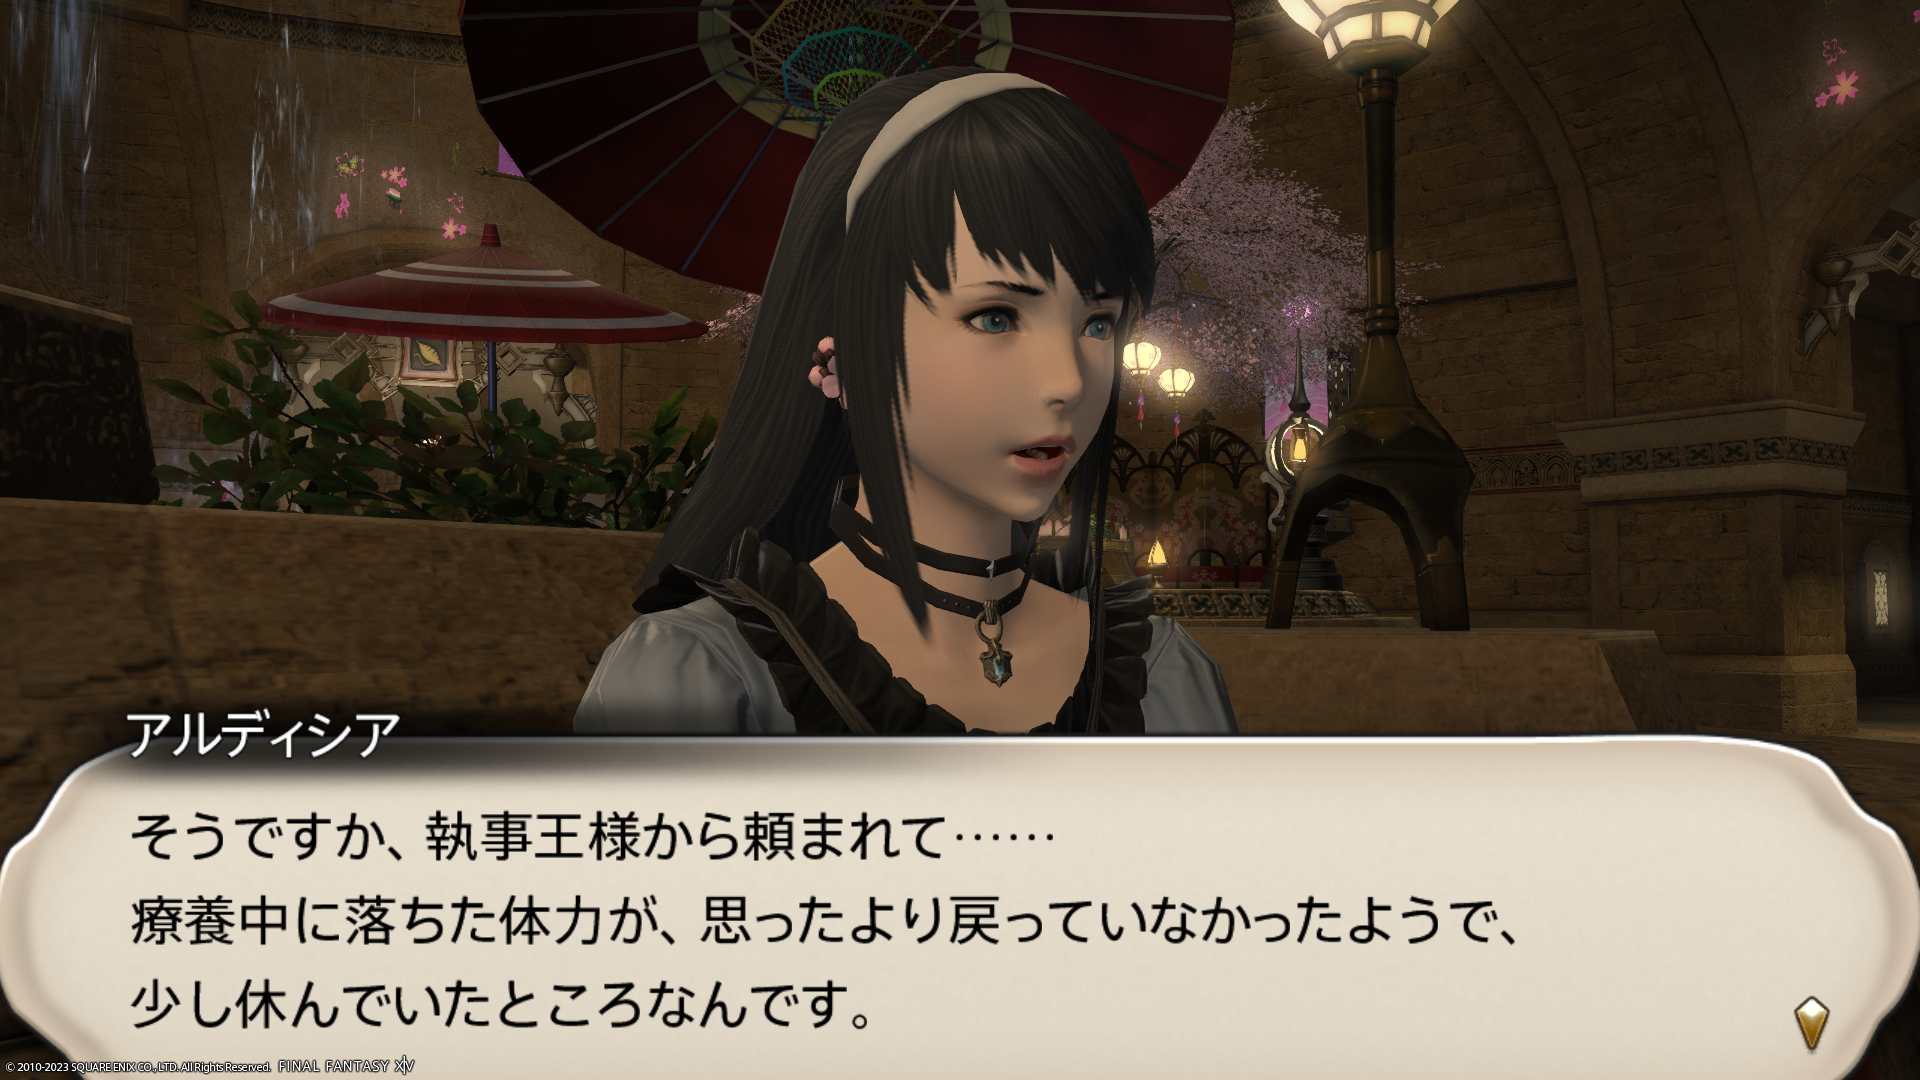 アルディシア
そうですか、執事王様から頼まれて……
療養中に落ちた体力が、思ったより戻っていなかったようで、
少し休んでいたところなんです。
© 2010-2023 SQUARE ENIX CO., LTD. All Rights Reserved. FINAL FANTASY XIV